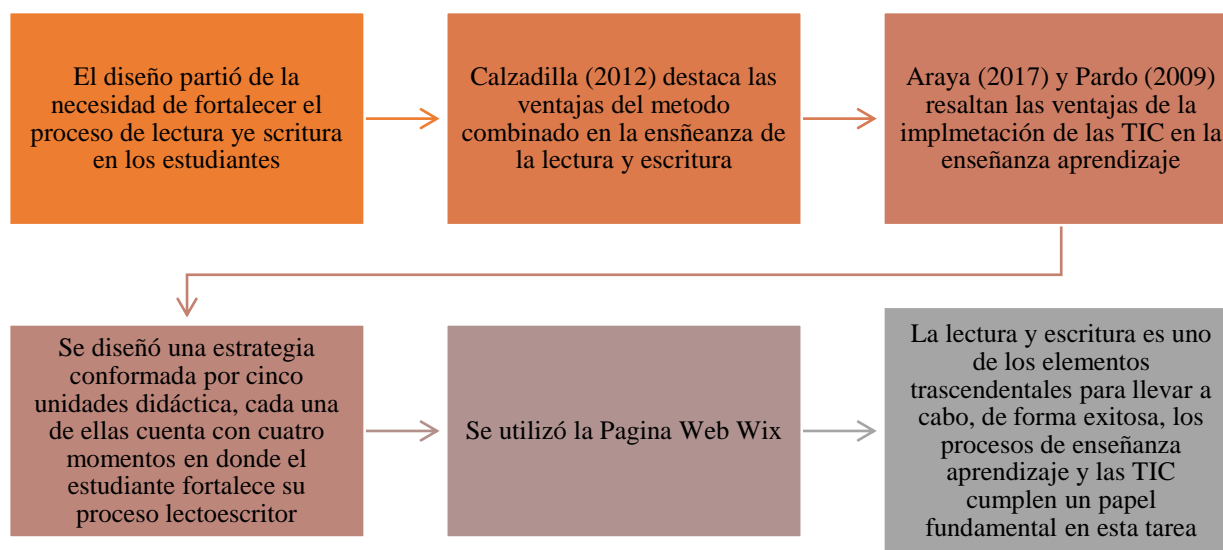 El diseño partió de la
necesidad de fortalecer el
proceso de lectura ye scritura
en los estudiantes
Calzadilla (2012) destaca las
ventajas del metodo
combinado en la ensñeanza de
la lectura y escritura
Araya (2017) y Pardo (2009)
resaltan las ventajas de la
implmetación de las TIC en la
enseñanza aprendizaje
Se diseñó una estrategia
conformada por cinco
unidades didáctica, cada una
de ellas cuenta con cuatro
momentos en donde el
estudiante fortalece su
proceso lectoescritor
Se utilizó la Pagina Web Wix
La lectura y escritura es uno
de los elementos
trascendentales para llevar a
cabo, de forma exitosa, los
procesos de enseñanza
aprendizaje y las TIC
cumplen un papel
fundamental en esta tarea